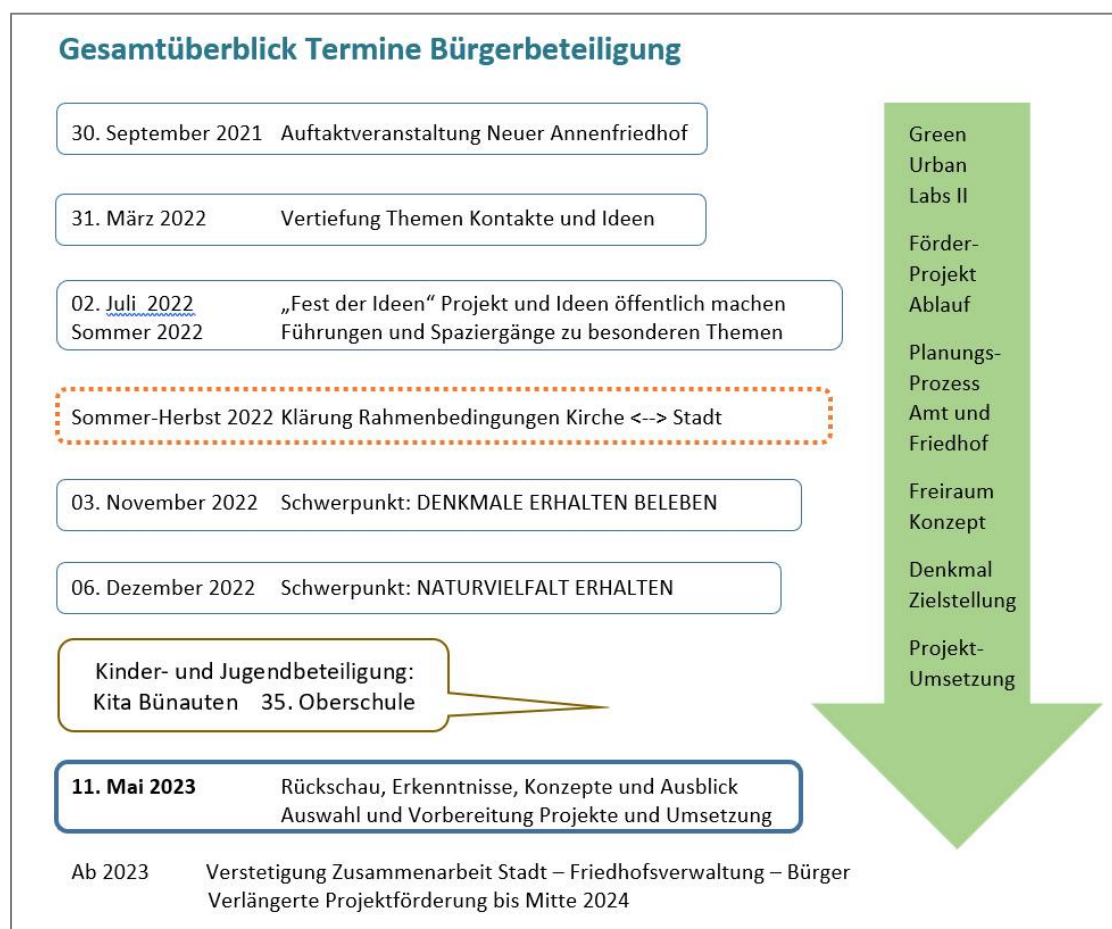 Gesamtüberblick Termine Bürgerbeteiligung
30. September 2021 Auftaktveranstaltung Neuer Annenfriedhof
31. März 2022 Vertiefung Themen Kontakte und Ideen
02. Juli 2022 „Fest der Ideen“ Projekt und Ideen öffentlich machen
Sommer 2022 Führungen und Spaziergänge zu besonderen Themen
Sommer-Herbst 2022 Klärung Rahmenbedingungen Kirche <--> Stadt
03. November 2022 Schwerpunkt: DENKMALE ERHALTEN BELEBEN
06. Dezember 2022 Schwerpunkt: NATURVIELFALT ERHALTEN
Kinder- und Jugendbeteiligung:
Kita Bünauten 35. Oberschule
11. Mai 2023 Rückschau, Erkenntnisse, Konzepte und Ausblick
Auswahl und Vorbereitung Projekte und Umsetzung
Ab 2023 Verstetigung Zusammenarbeit Stadt – Friedhofsverwaltung – Bürger
Verlängerte Projektförderung bis Mitte 2024
Green
Urban
Labs II
Förder-
Projekt
Ablauf
Planungs-
Prozess
Amt und
Friedhof
Freiraum
Konzept
Denkmal
Zielstellung
Projekt-
Umsetzung